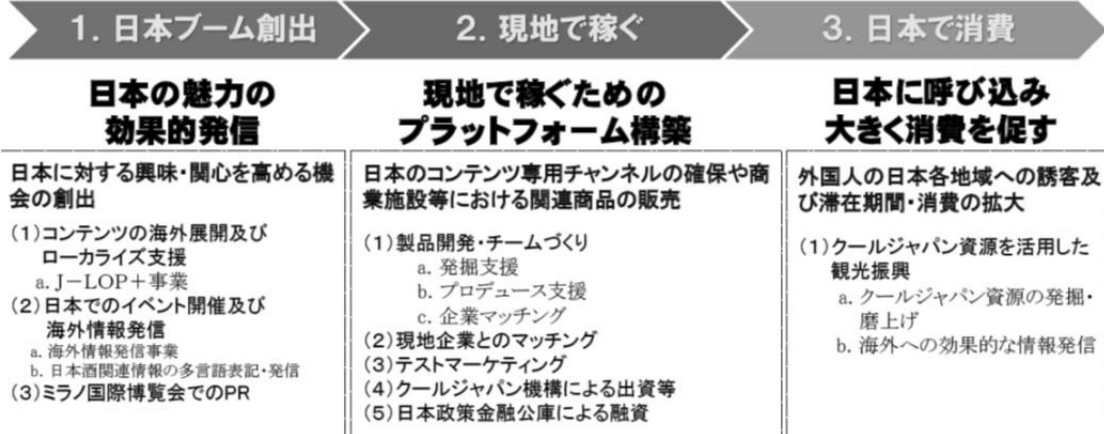 1. 日本ブーム創出
2. 現地で稼ぐ
3. 日本で消費
日本の魅力の
効果的発信
日本に対する興味・関心を高める機
会の創出
(1)コンテンツの海外展開及び
ローカライズ支援
a. J－LOP＋事業
(2)日本でのイベント開催及び
海外情報発信
a. 海外情報発信事業
b. 日本酒関連情報の多言語表記・発信
(3)ミラノ国際博覧会でのPR
現地で稼ぐための
プラットフォーム構築
日本のコンテンツ専用チャンネルの確保や商
業施設等における関連商品の販売
(1)製品開発・チームづくり
a. 発掘支援
b. プロデュース支援
c. 企業マッチング
(2)現地企業とのマッチング
(3)テストマーケティング
(4)クールジャパン機構による出資等
(5)日本政策金融公庫による融資
日本に呼び込み
大きく消費を促す
外国人の日本各地域への誘客及
び滞在期間・消費の拡大
(1)クールジャパン資源を活用した
観光振興
a. クールジャパン資源の発掘・
磨上げ
b. 海外への効果的な情報発信